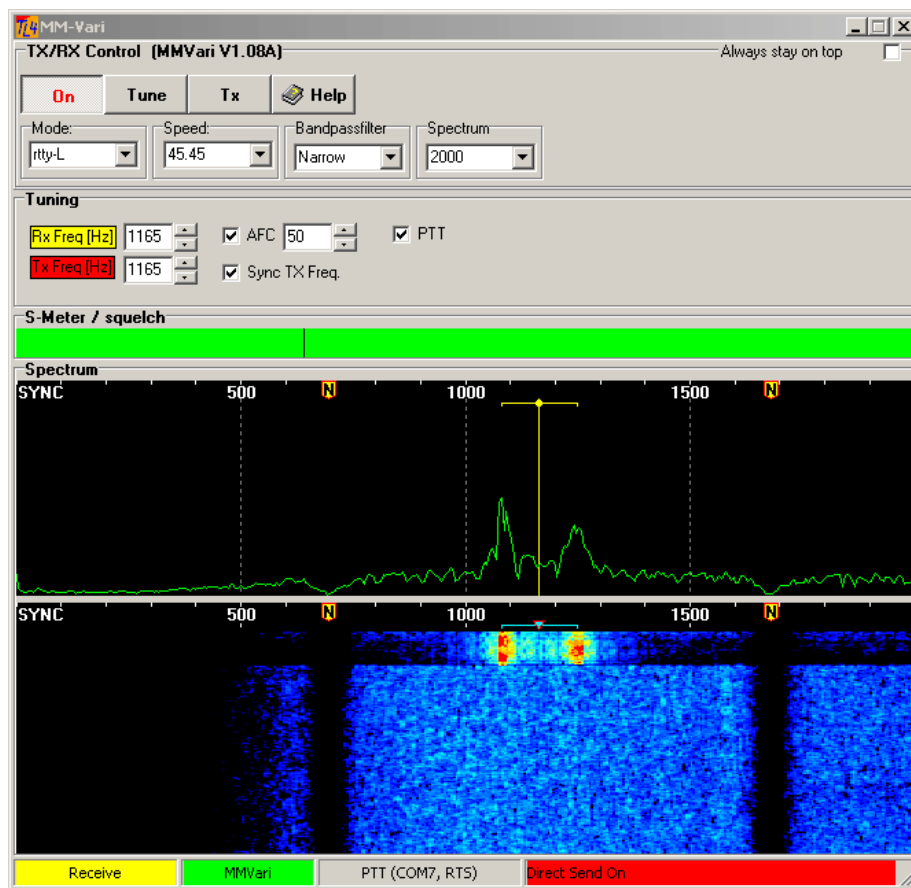 TL4 MM-Vari
TX/RX Control (MMVari V1.08A)
Always stay on top
On Tune Tx Help
Mode: Speed: Bandpassfilter Spectrum
rtty-L 45.45 Narrow 2000
Tuning
Rx Freq [Hz] 1165 AFC 50 PTT
Tx Freq [Hz] 1165 Sync TX Freq.
S-Meter / squelch
Spectrum
SYNC 500 N 1000 1500 N
SYNC 500 N 1000 1500 N
Receive MMVari PTT (COM7, RTS) Direct Send On